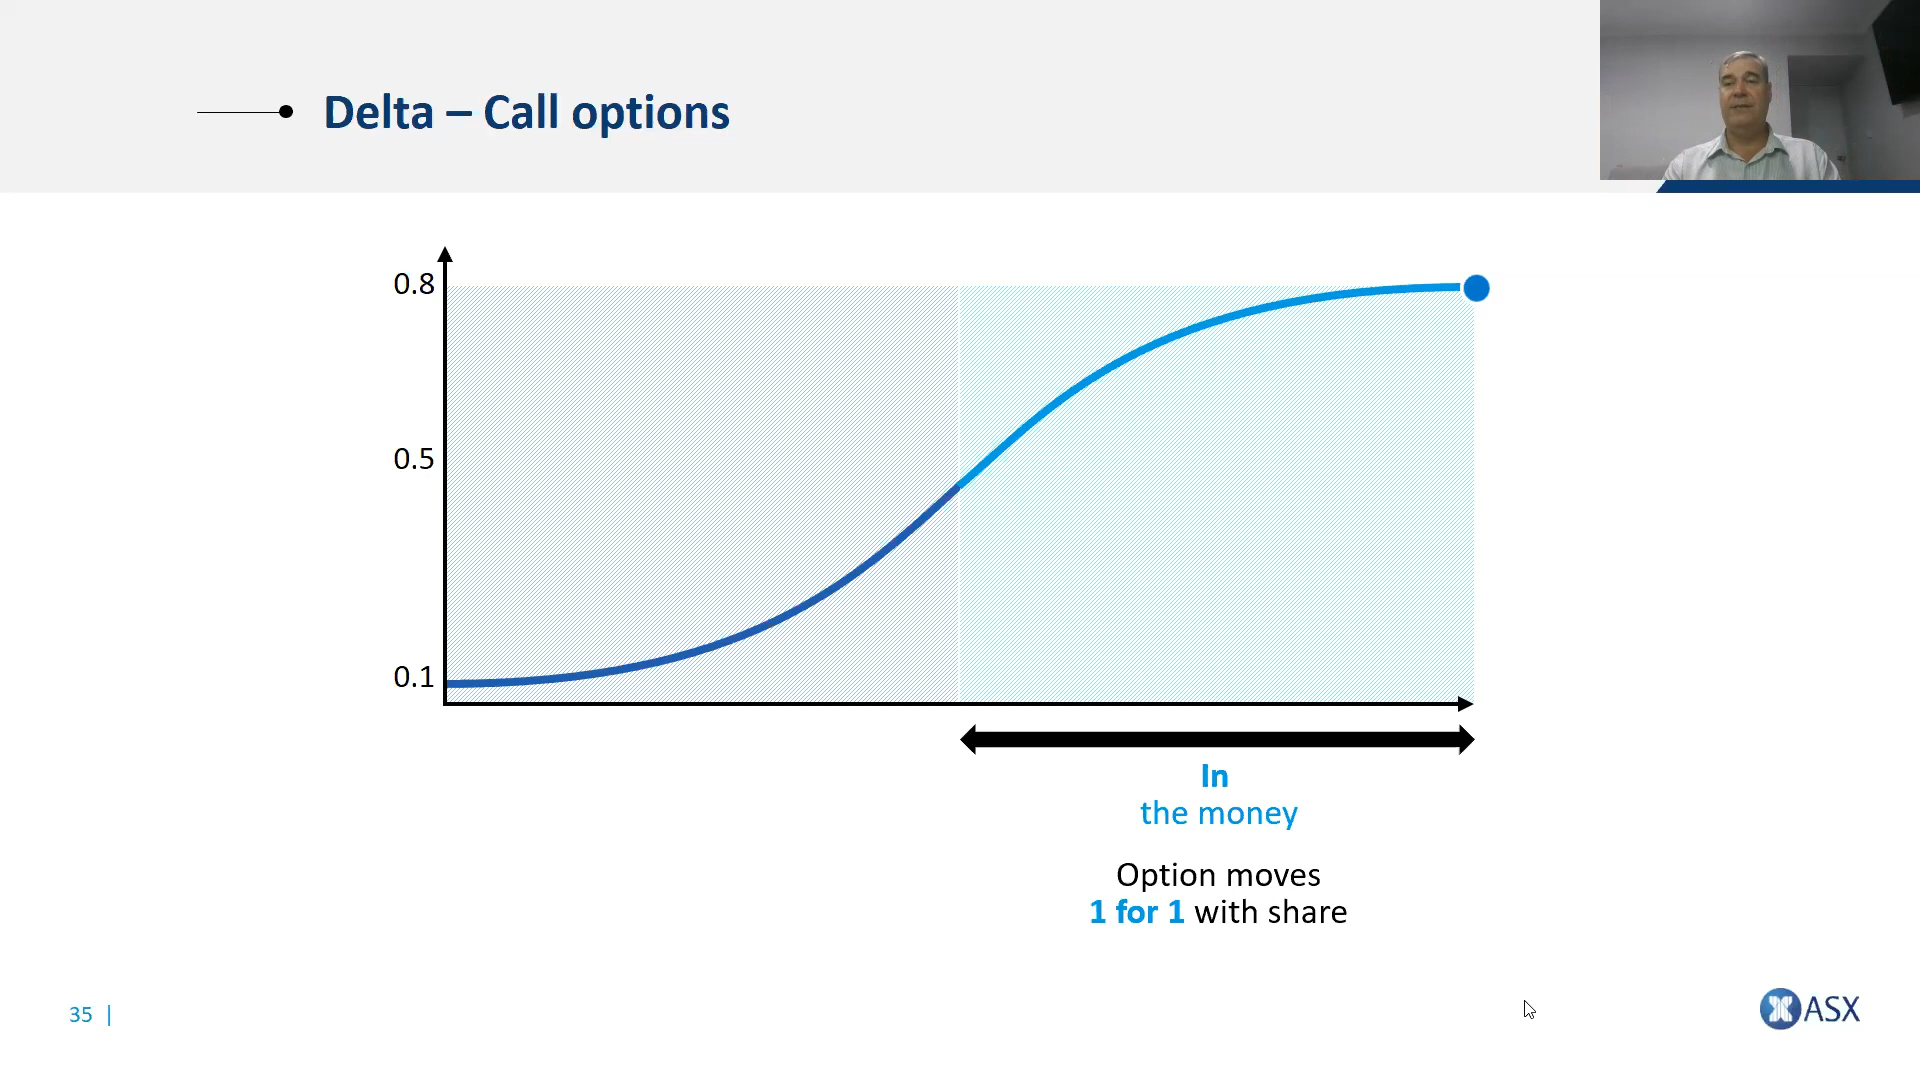 Delta – Call options
0.8
0.5
0.1
In
the money
Option moves
1 for 1 with share
35 |
ASX